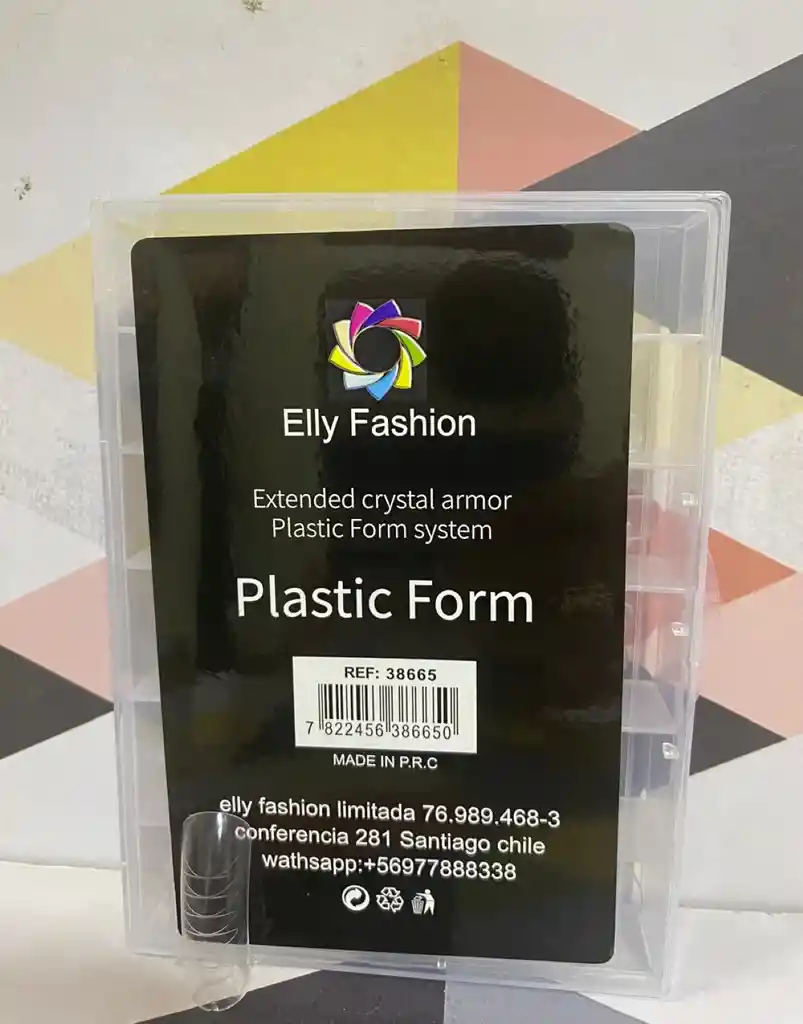 Elly Fashion
Extended crystal armor
Plastic Form system
Plastic Form
REF: 38665
7 822456 386650
MADE IN P.R.C
elly fashion limitada 76.989.468-3
conferencia 281 Santiago chile
wathsapp:+56977888338